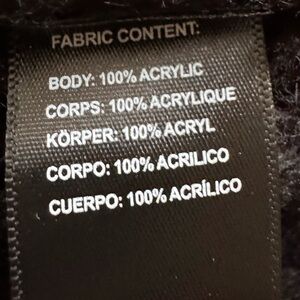 FABRIC CONTENT:
BODY: 100% ACRYLIC
CORPS: 100% ACRYLIQUE
KÖRPER: 100% ACRYL
CORPO: 100% ACRILICO
CUERPO: 100% ACRÍLICO